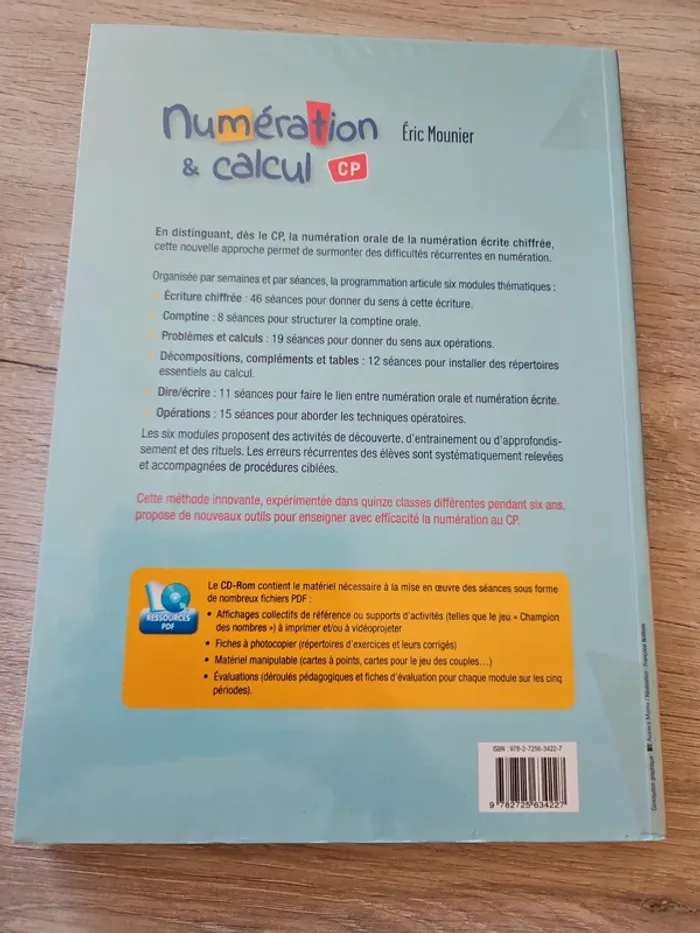 Numération
& calcul CP
Éric Mounier
En distinguant, dès le CP, la numération orale de la numération écrite chiffrée,
cette nouvelle approche permet de surmonter des difficultés récurrentes en numération.
Organisée par semaines et par séances, la programmation articule six modules thématiques :
Écriture chiffrée : 46 séances pour donner du sens à cette écriture.
Comptine : 8 séances pour structurer la comptine orale.
Problèmes et calculs : 19 séances pour donner du sens aux opérations.
Décompositions, compléments et tables : 12 séances pour installer des répertoires
essentiels au calcul.
Dire/écrire : 11 séances pour faire le lien entre numération orale et numération écrite.
Opérations : 15 séances pour aborder les techniques opératoires.
Les six modules proposent des activités de découverte, d'entrainement ou d'approfondis-
sement et des rituels. Les erreurs récurrentes des élèves sont systématiquement relevées
et accompagnées de procédures ciblées.
Cette méthode innovante, expérimentée dans quinze classes différentes pendant six ans,
propose de nouveaux outils pour enseigner avec efficacité la numération au CP.
RESSOURCES
PDF
Le CD-Rom contient le matériel nécessaire à la mise en œuvre des séances sous forme
de nombreux fichiers PDF :
• Affichages collectifs de référence ou supports d'activités (telles que le jeu « Champion
des nombres ») à imprimer et/ou à vidéoprojeter
• Fiches à photocopier (répertoires d'exercices et leurs corrigés)
• Matériel manipulable (cartes à points, cartes pour le jeu des couples…)
• Évaluations (déroulés pédagogiques et fiches d'évaluation pour chaque module sur les cinq
périodes).
ISBN : 978-2-7256-3422-7
9 782725 634227
Conception graphique : / Réalisation : Françoise